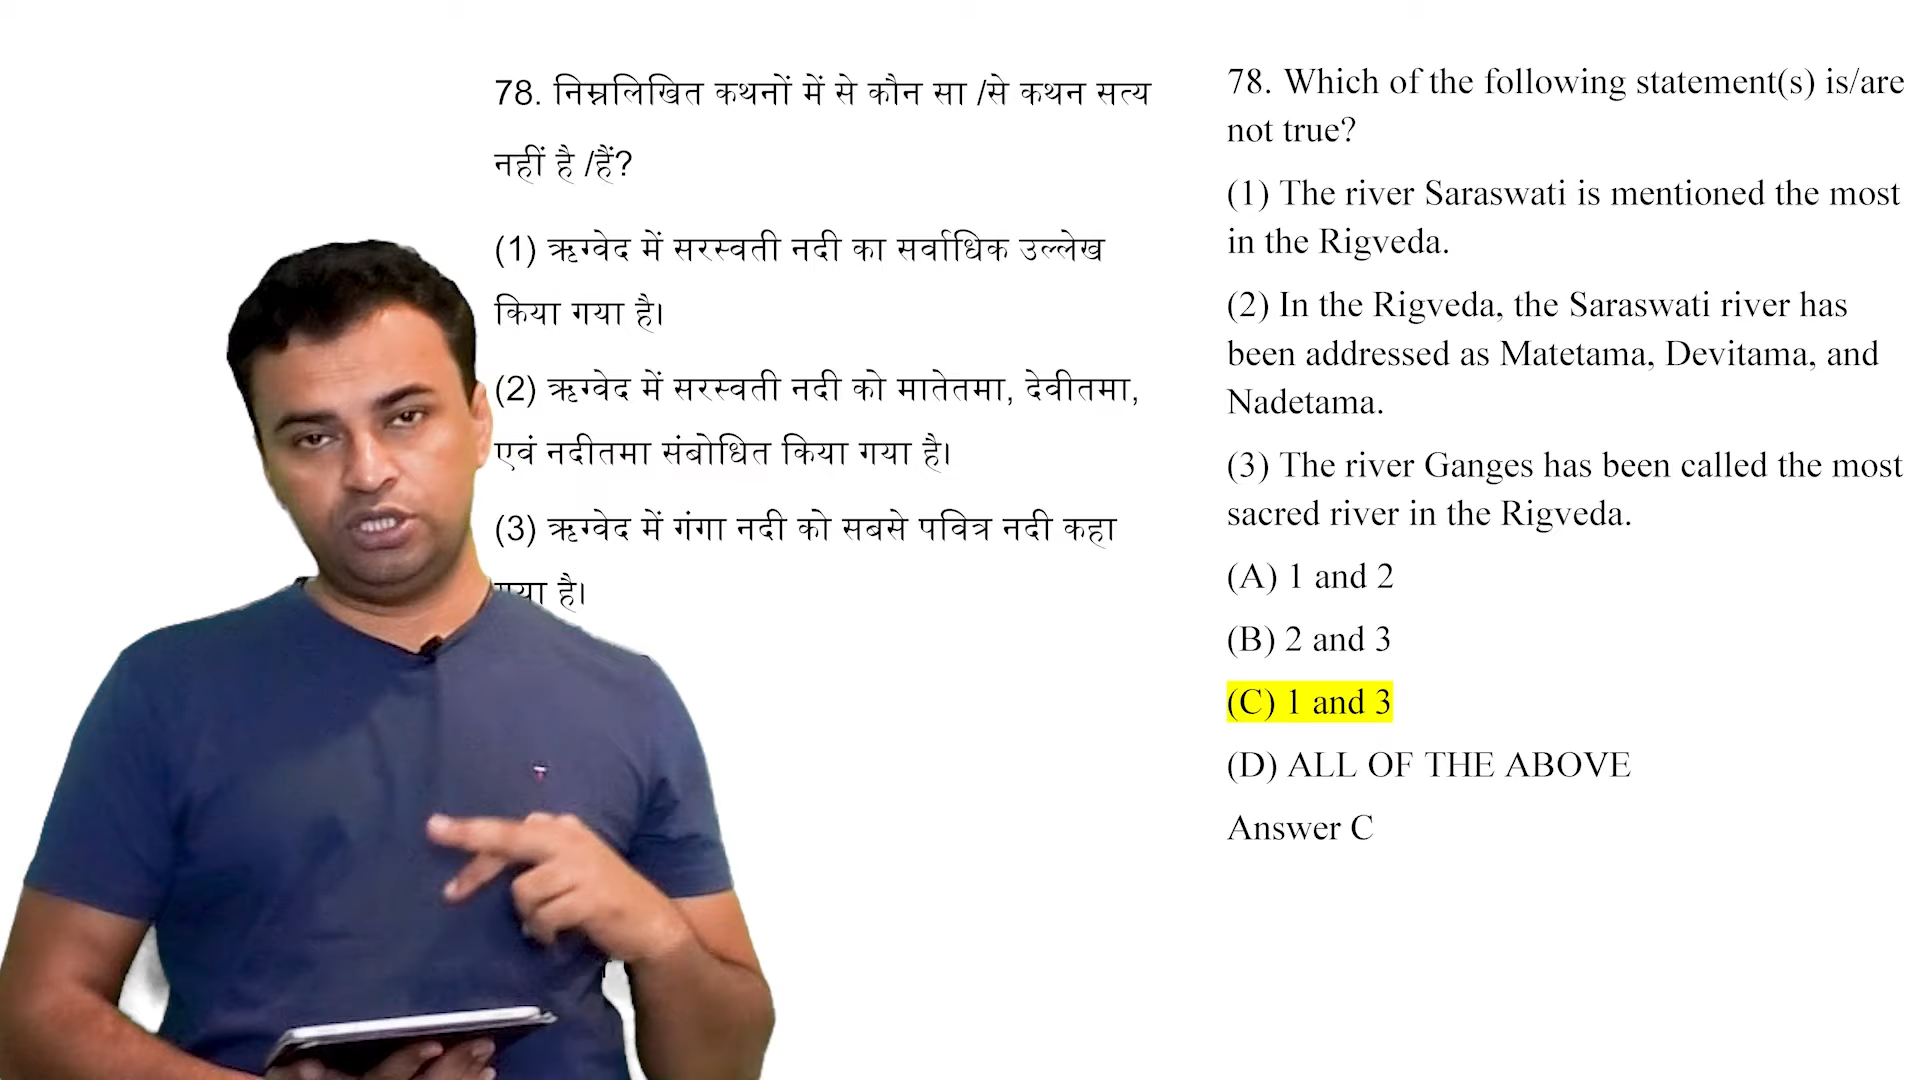 78. निम्नलिखित कथनों में से कौन सा /से कथन सत्य
नहीं है /हैं?
(1) ऋग्वेद में सरस्वती नदी का सर्वाधिक उल्लेख
किया गया है।
(2) ऋग्वेद में सरस्वती नदी को मातेतमा, देवीतमा,
एवं नदीतमा संबोधित किया गया है।
(3) ऋग्वेद में गंगा नदी को सबसे पवित्र नदी कहा
गया है।
78. Which of the following statement(s) is/are
not true?
(1) The river Saraswati is mentioned the most
in the Rigveda.
(2) In the Rigveda, the Saraswati river has
been addressed as Matetama, Devitama, and
Nadetama.
(3) The river Ganges has been called the most
sacred river in the Rigveda.
(A) 1 and 2
(B) 2 and 3
(C) 1 and 3
(D) ALL OF THE ABOVE
Answer C